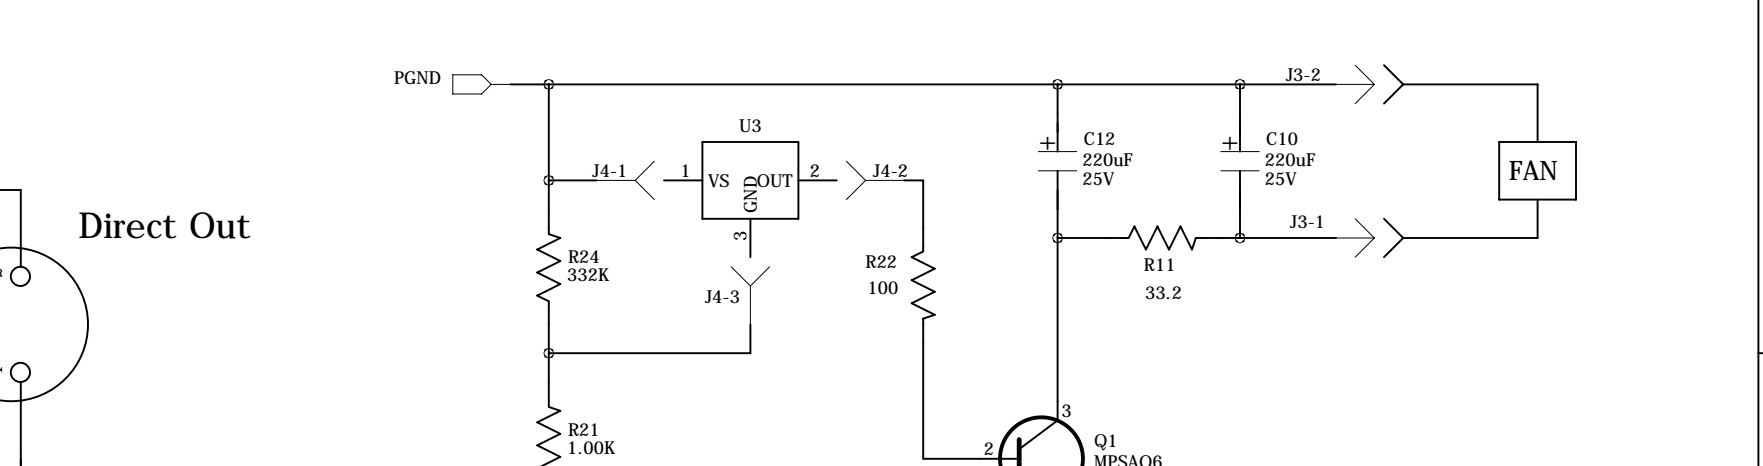 PGND
J3-2
U3
C12
220uF
25V
C10
220uF
25V
J4-1
1
VS
GND
OUT
2
J4-2
FAN
Direct Out
3
J3-1
R24
332K
R22
100
R11
33.2
J4-3
R21
1.00K
3
2
Q1
MPSA06